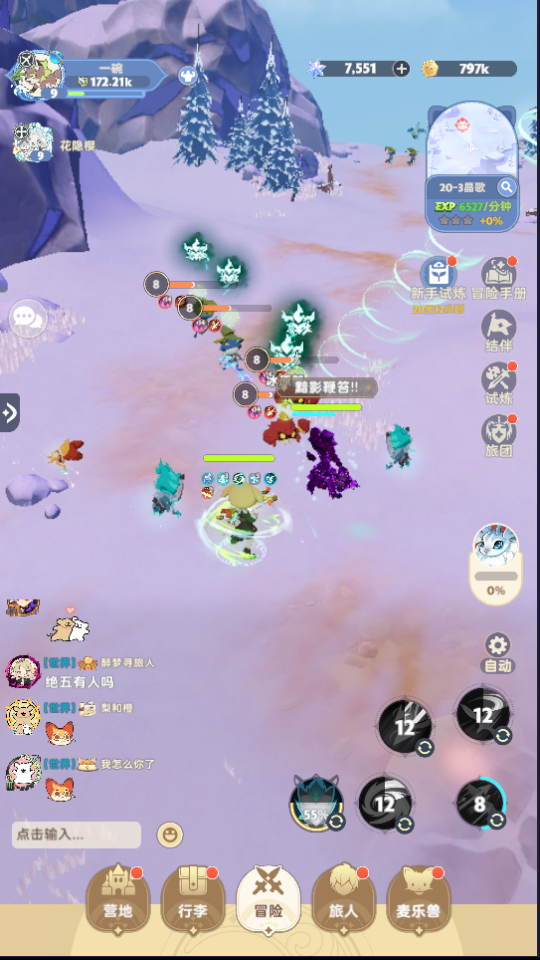 一碗
172.21k
9
9
花隐樱
7,551
797k
20-3晶歌
EXP 6527/分钟
+0%
新手试炼
冒险手册
结伴
试炼
旅团
8
8
8
8
黯影鞭笞!!
0%
自动
[世界] 醉梦寻旅人
绝五有人吗
[世界] 梨和橙
[世界] 我怎么你了
点击输入...
12
12
12
8
55%
营地
行李
冒险
旅人
麦乐兽